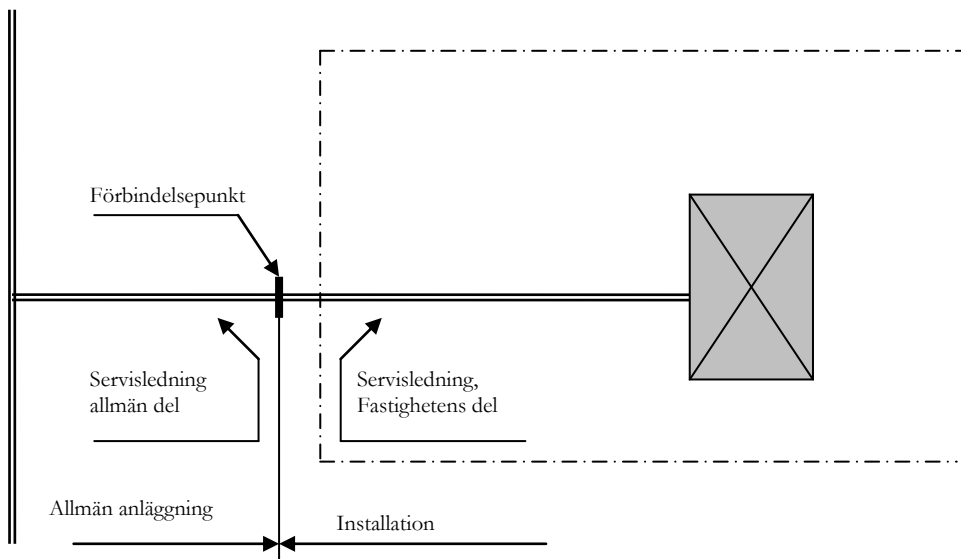 Förbindelsepunkt
Servisledning
allmän del
Servisledning,
Fastighetens del
Allmän anläggning
Installation